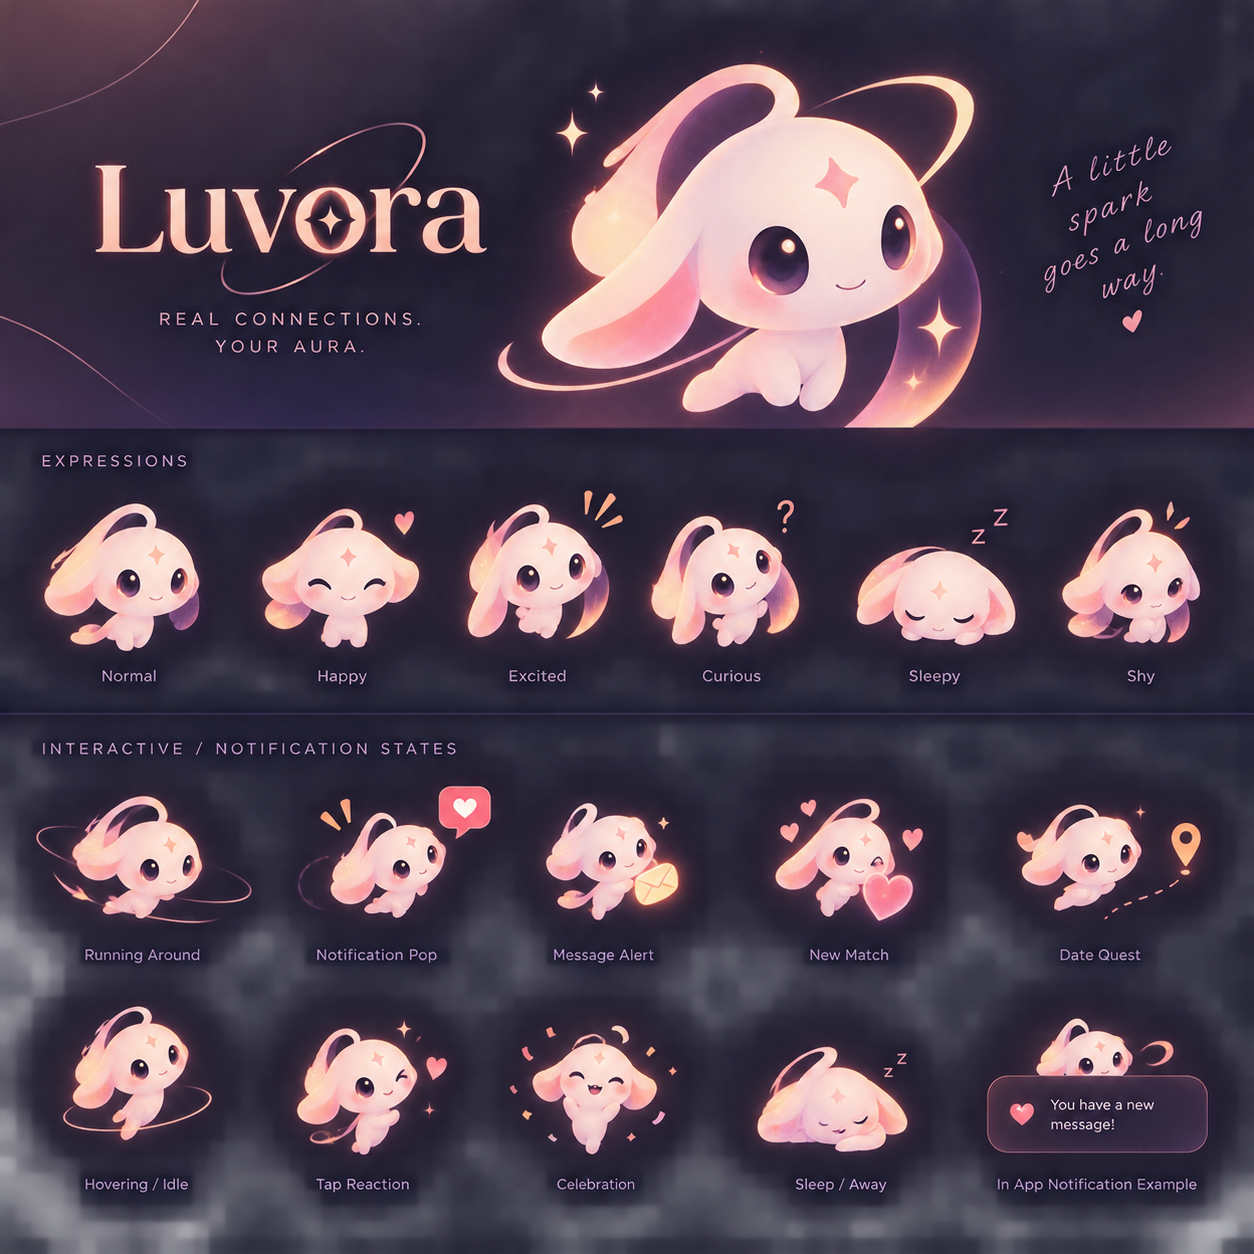 Luvora
REAL CONNECTIONS.
YOUR AURA.
A little
spark
goes a long
way.
EXPRESSIONS
?
z z
Normal
Happy
Excited
Curious
Sleepy
Shy
INTERACTIVE / NOTIFICATION STATES
Running Around
Notification Pop
Message Alert
New Match
Date Quest
z z
You have a new
message!
Hovering / Idle
Tap Reaction
Celebration
Sleep / Away
In App Notification Example